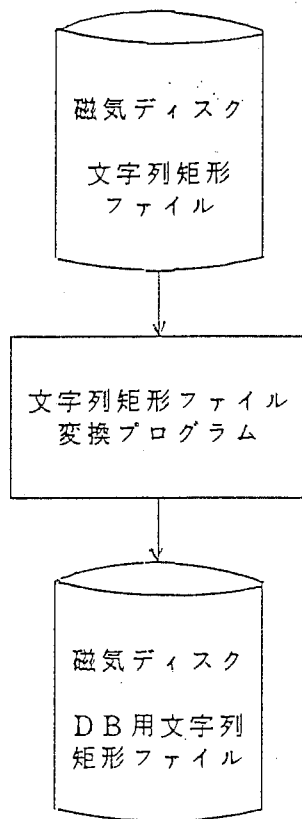 磁気ディスク
文字列矩形
ファイル
文字列矩形ファイル
変換プログラム
磁気ディスク
ＤＢ用文字列
矩形ファイル